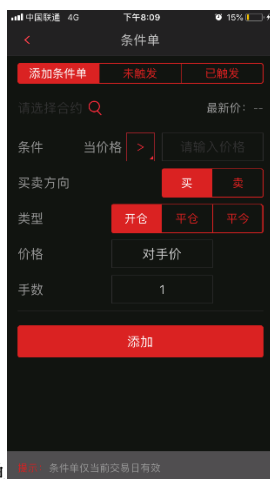 中国联通 4G 下午8:09 15%
< 条件单
添加条件单 未触发 已触发
请选择合约 最新价: --
条件 当价格 > 请输入价格
买卖方向 买 卖
类型 开仓 平仓 平今
价格 对手价
手数 1
添加
条件单仅当前交易日有效